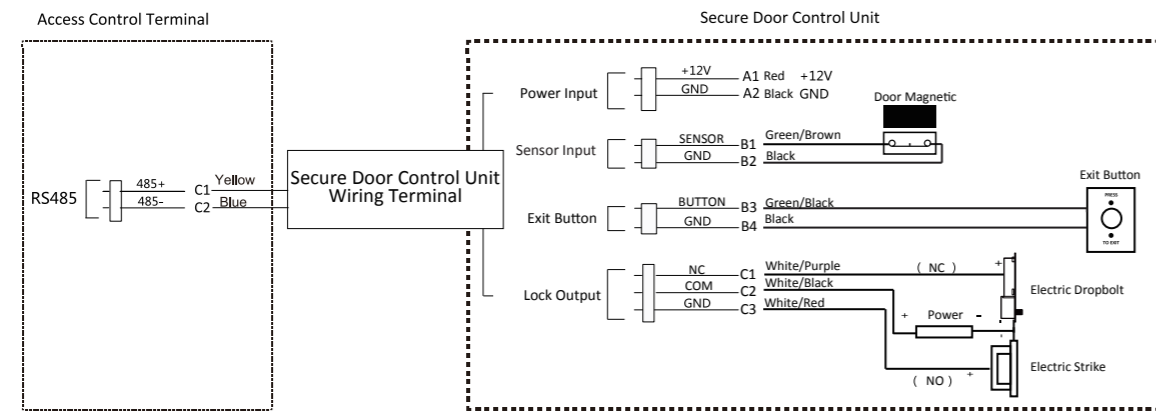 Access Control Terminal
Secure Door Control Unit
RS485
485+ C1 Yellow
485- C2 Blue
Secure Door Control Unit
Wiring Terminal
Power Input
+12V A1 Red +12V
GND A2 Black GND
Door Magnetic
Sensor Input
SENSOR B1 Green/Brown
GND B2 Black
Exit Button
Exit Button
BUTTON B3 Green/Black
GND B4 Black
PRESS
TO EXIT
Lock Output
NC C1 White/Purple ( NC ) +
COM C2 White/Black
GND C3 White/Red
Electric Dropbolt
+ Power -
Electric Strike
( NO ) +